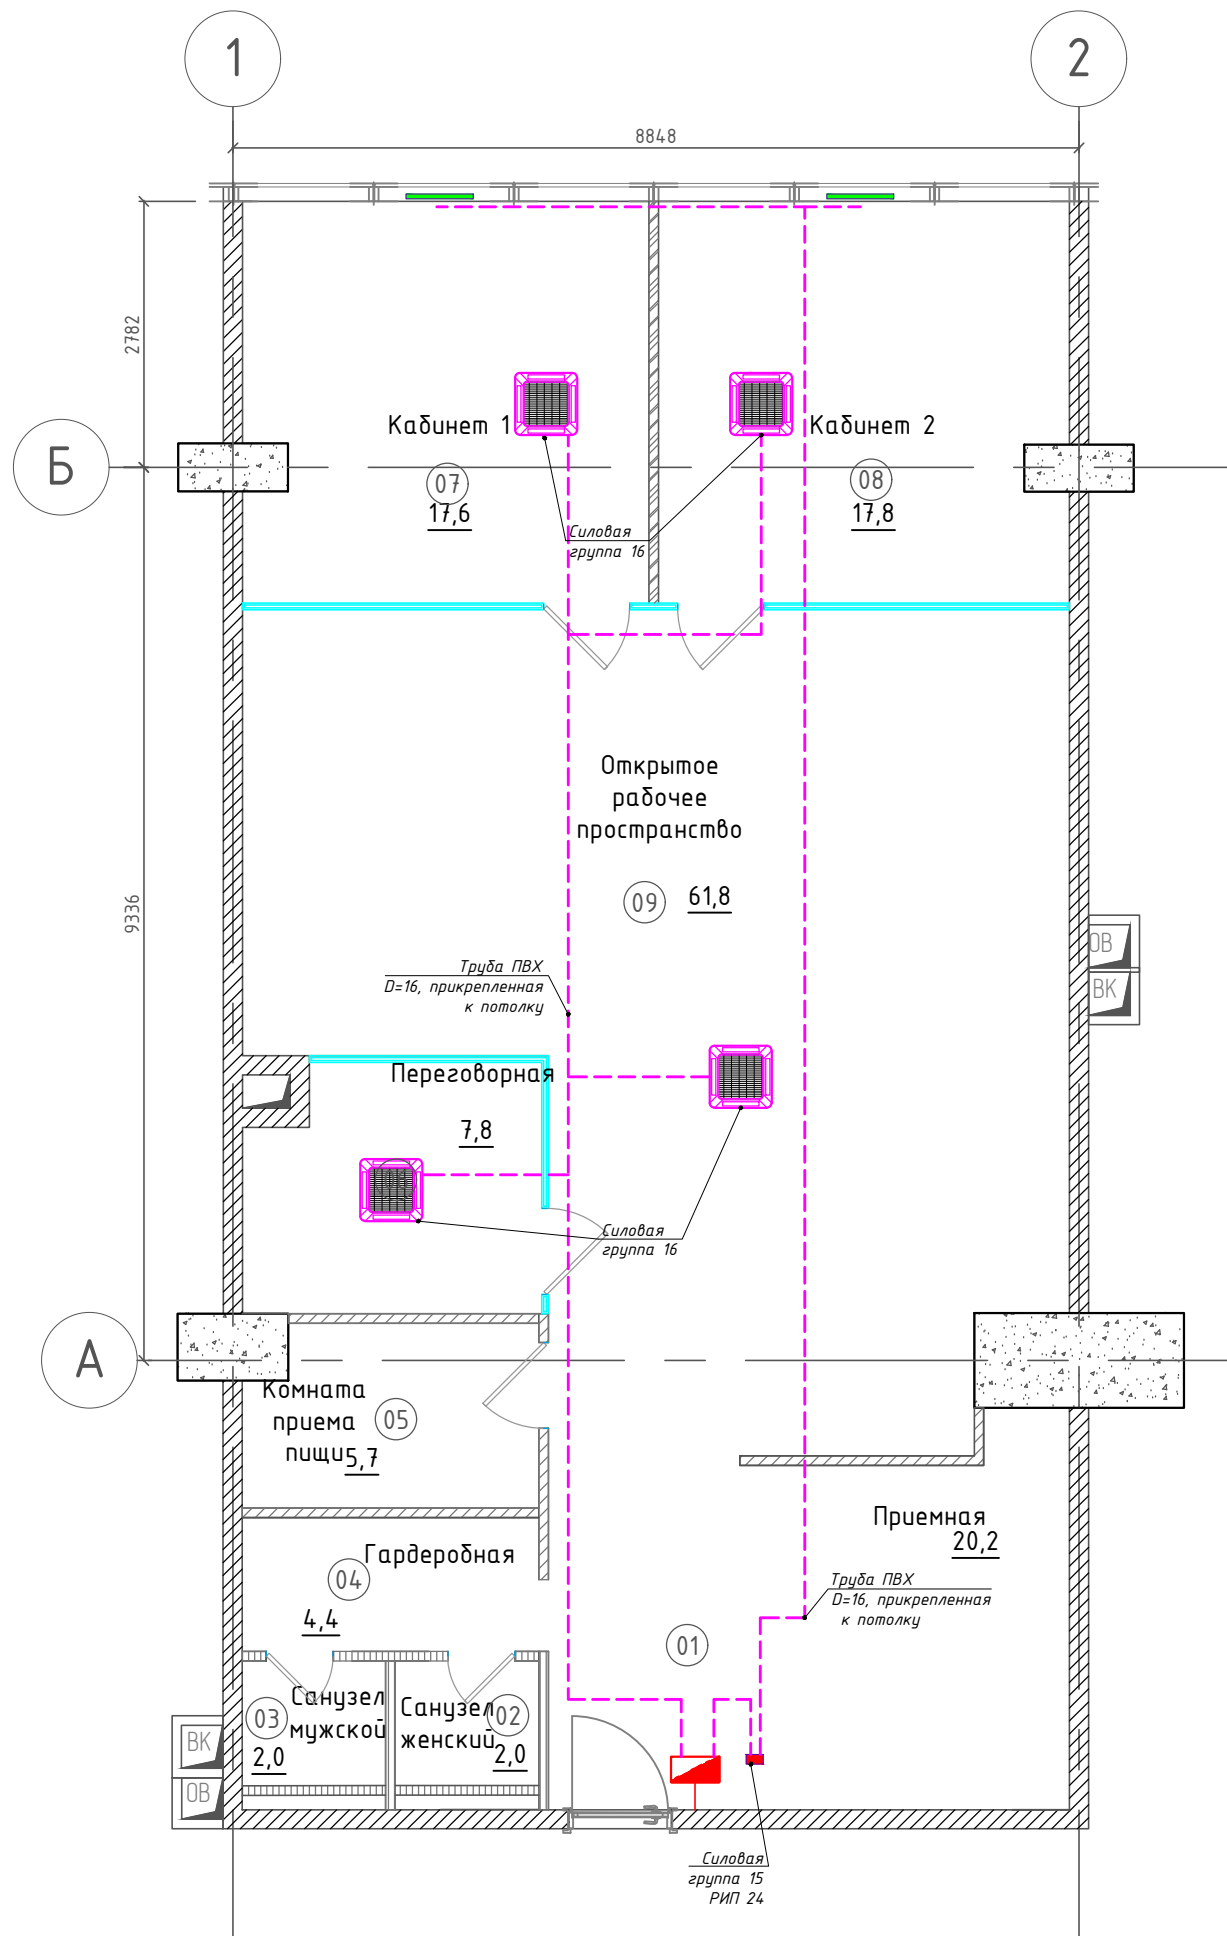 1
2
8848
2782
Кабинет 1
Кабинет 2
Б
07
17,6
08
17,8
Силовая
группа 16
Открытое
рабочее
пространство
09
61,8
9336
ОВ
ВК
Труба ПВХ
D=16, прикрепленная
к потолку
Переговорная
7,8
Силовая
группа 16
А
Комната
приема
пищи
05
5,7
Приемная
20,2
Гардеробная
04
4,4
Труба ПВХ
D=16, прикрепленная
к потолку
01
Санузел
мужской
03
2,0
Санузел
женский
02
2,0
ВК
ОВ
Силовая
группа 15
РИП 24